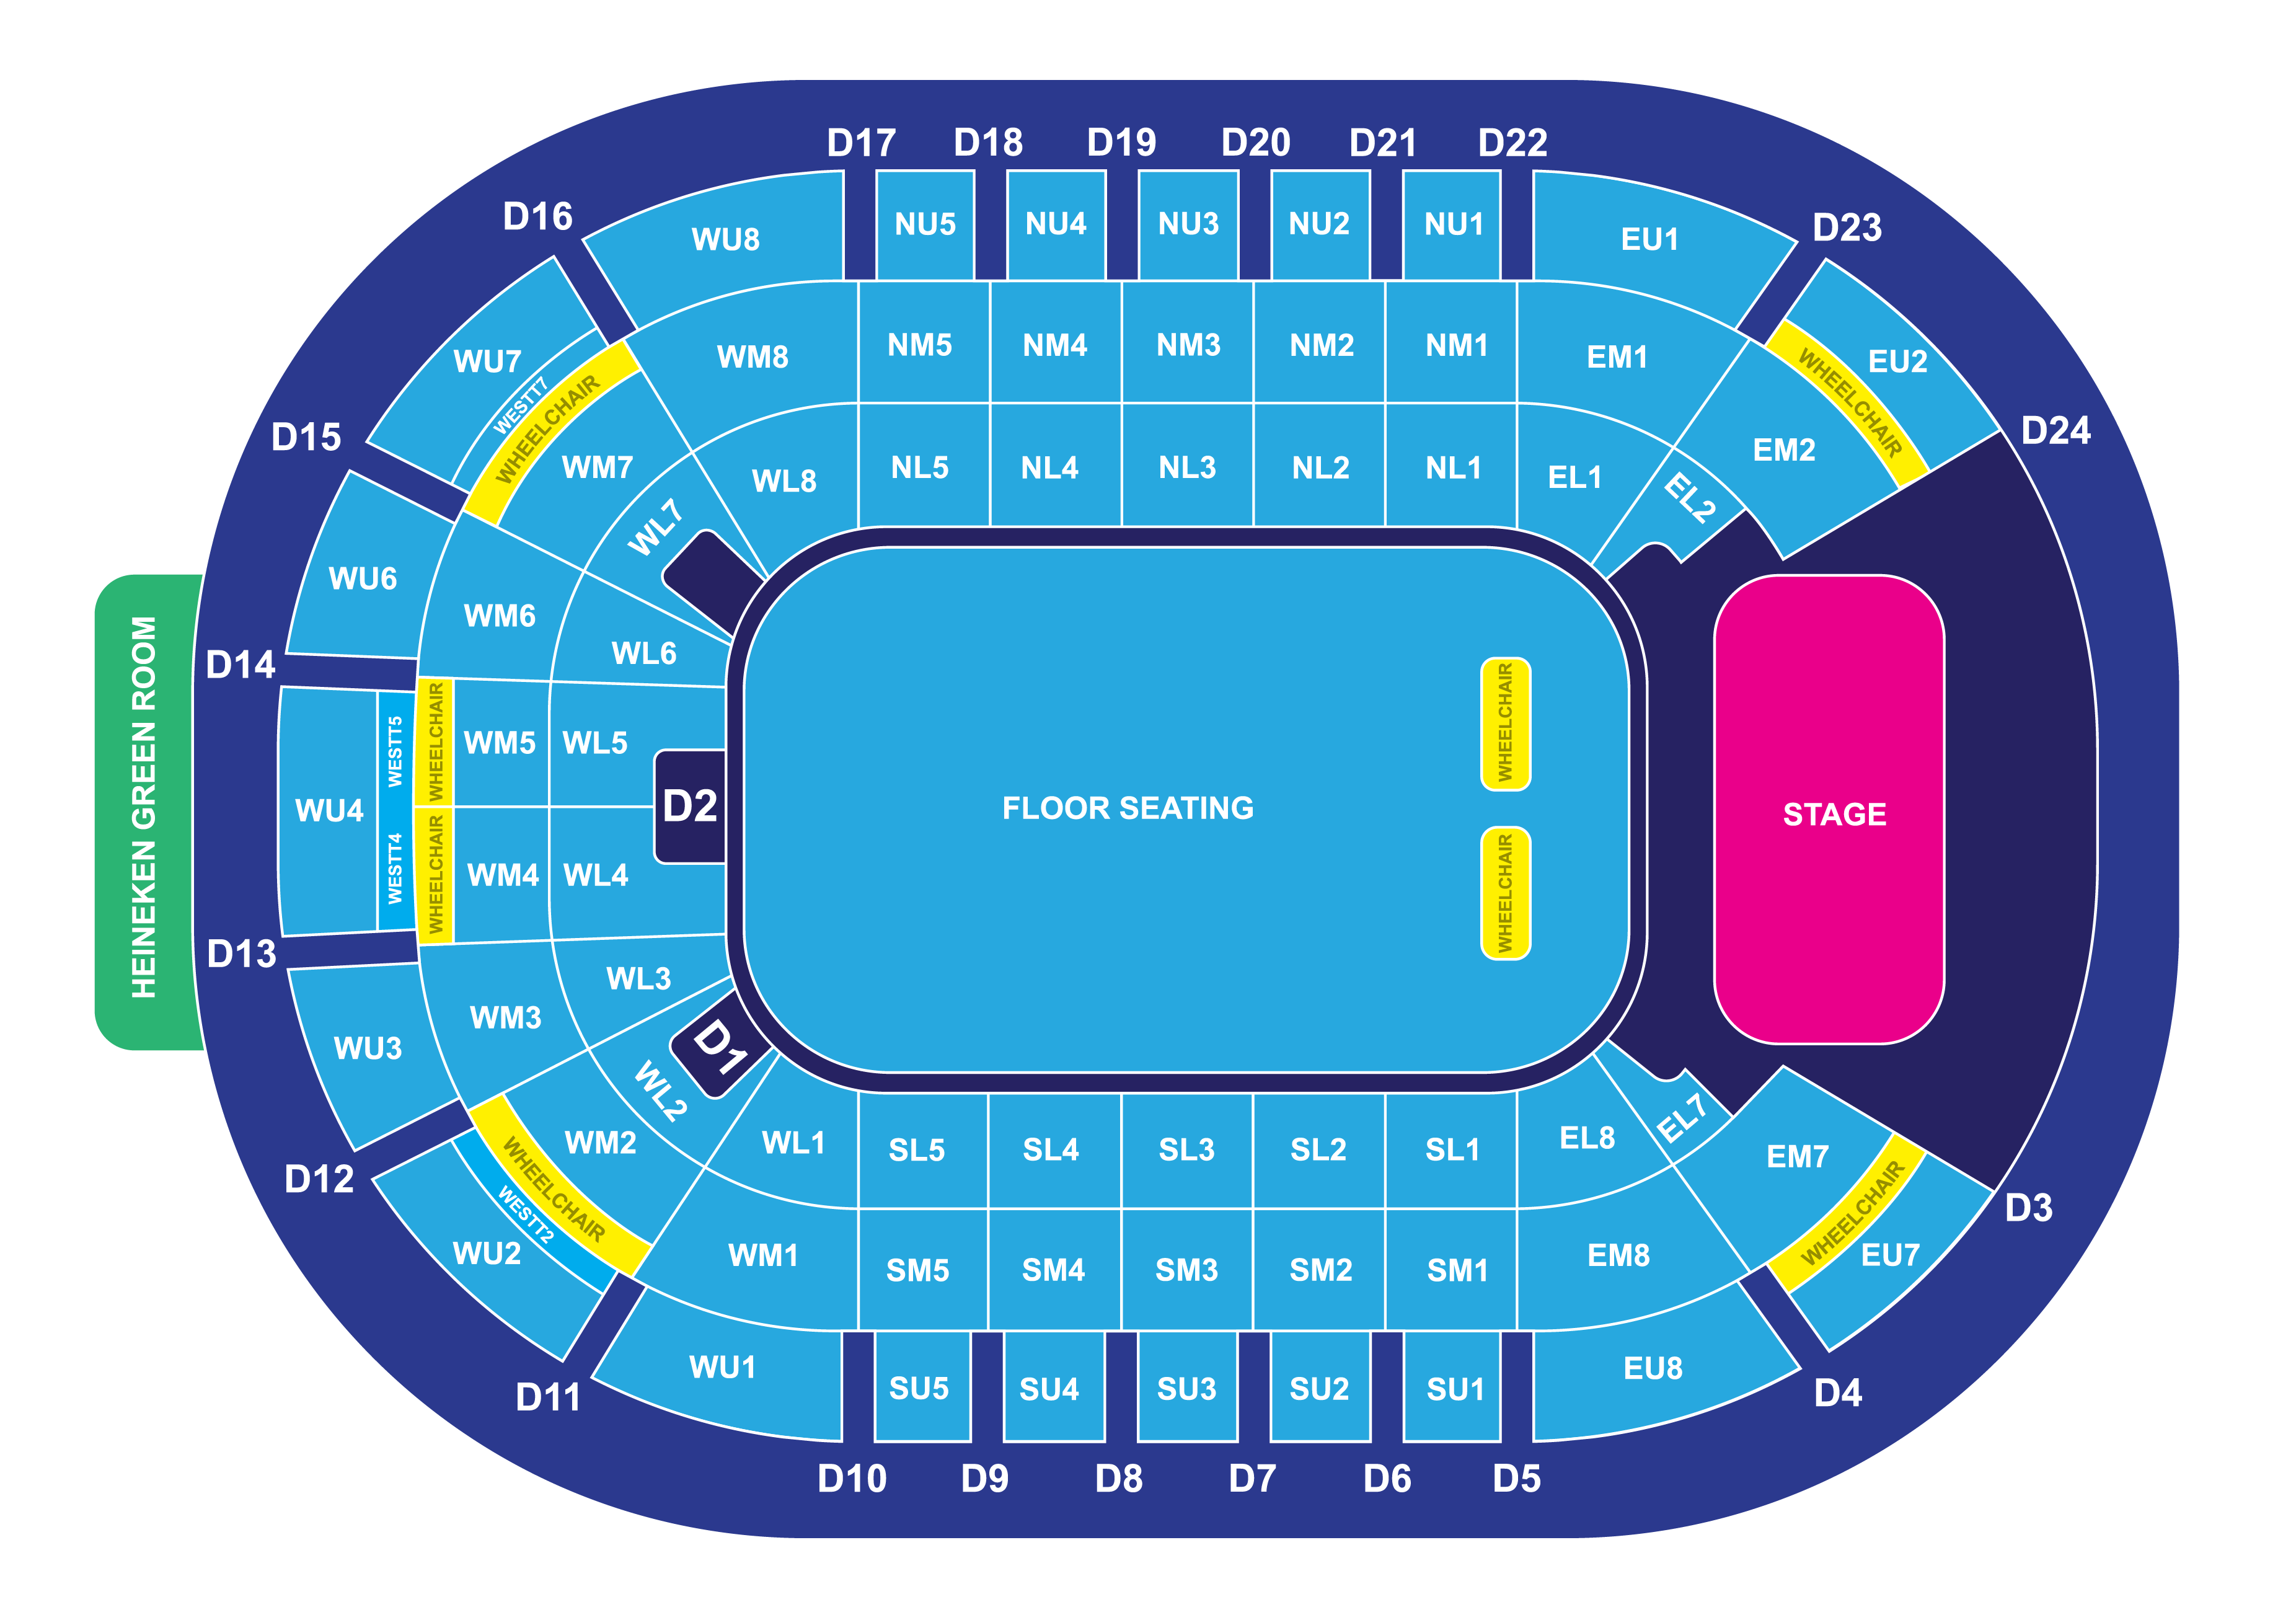 D17 D18 D19 D20 D21 D22
D16
D23
WU8 NU5 NU4 NU3 NU2 NU1 EU1
D15
D24
WU7
WESTT7
WHEELCHAIR
WM8 NM5 NM4 NM3 NM2 NM1 EM1
WHEELCHAIR
EU2
WM7
WL8 NL5 NL4 NL3 NL2 NL1 EL1
EM2
WL7
EL2
WU6
WM6
WL6
D14
HEINEKEN GREEN ROOM
WU4
WESTT5
WHEELCHAIR
WM5 WL5
WHEELCHAIR
D2
FLOOR SEATING
STAGE
WESTT4
WHEELCHAIR
WM4 WL4
WHEELCHAIR
D13
WL3
WM3
WU3
D1
WL2
EL7
WM2
WL1 SL5 SL4 SL3 SL2 SL1 EL8
EM7
D12
D3
WHEELCHAIR
WESTT2
WU2
WM1 SM5 SM4 SM3 SM2 SM1 EM8
WHEELCHAIR
EU7
WU1 SU5 SU4 SU3 SU2 SU1 EU8
D11
D4
D10 D9 D8 D7 D6 D5